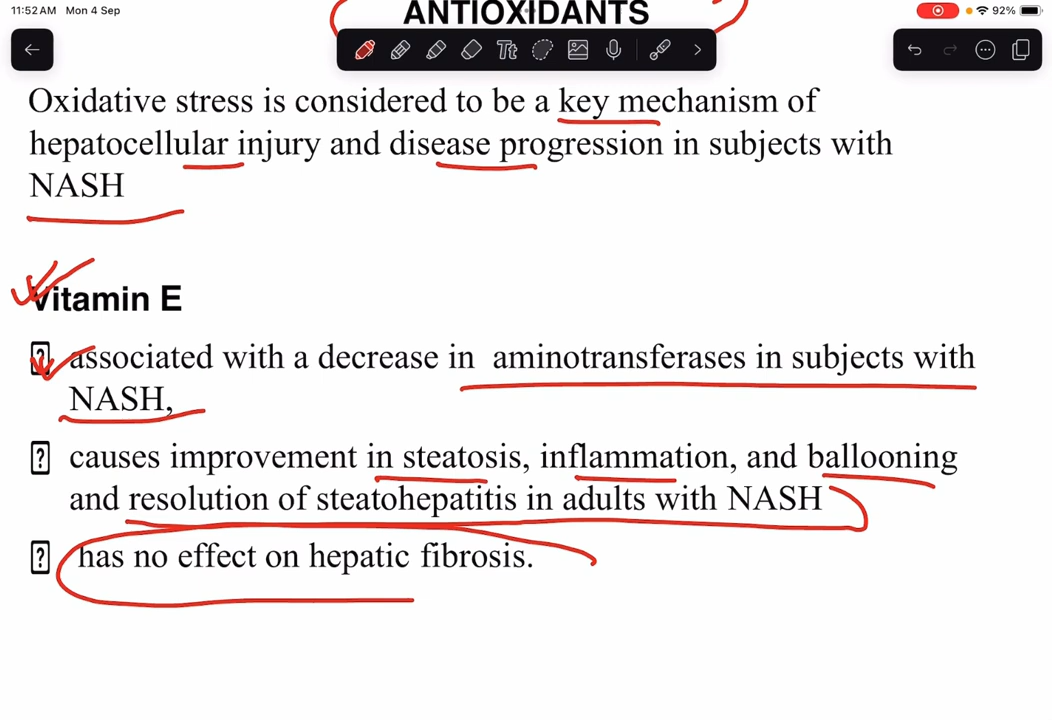 11:52 AM Mon 4 Sep
92%
ANTIOXIDANTS
Tt
Oxidative stress is considered to be a key mechanism of
hepatocellular injury and disease progression in subjects with
NASH
Vitamin E
associated with a decrease in aminotransferases in subjects with
NASH,
causes improvement in steatosis, inflammation, and ballooning
and resolution of steatohepatitis in adults with NASH
has no effect on hepatic fibrosis.